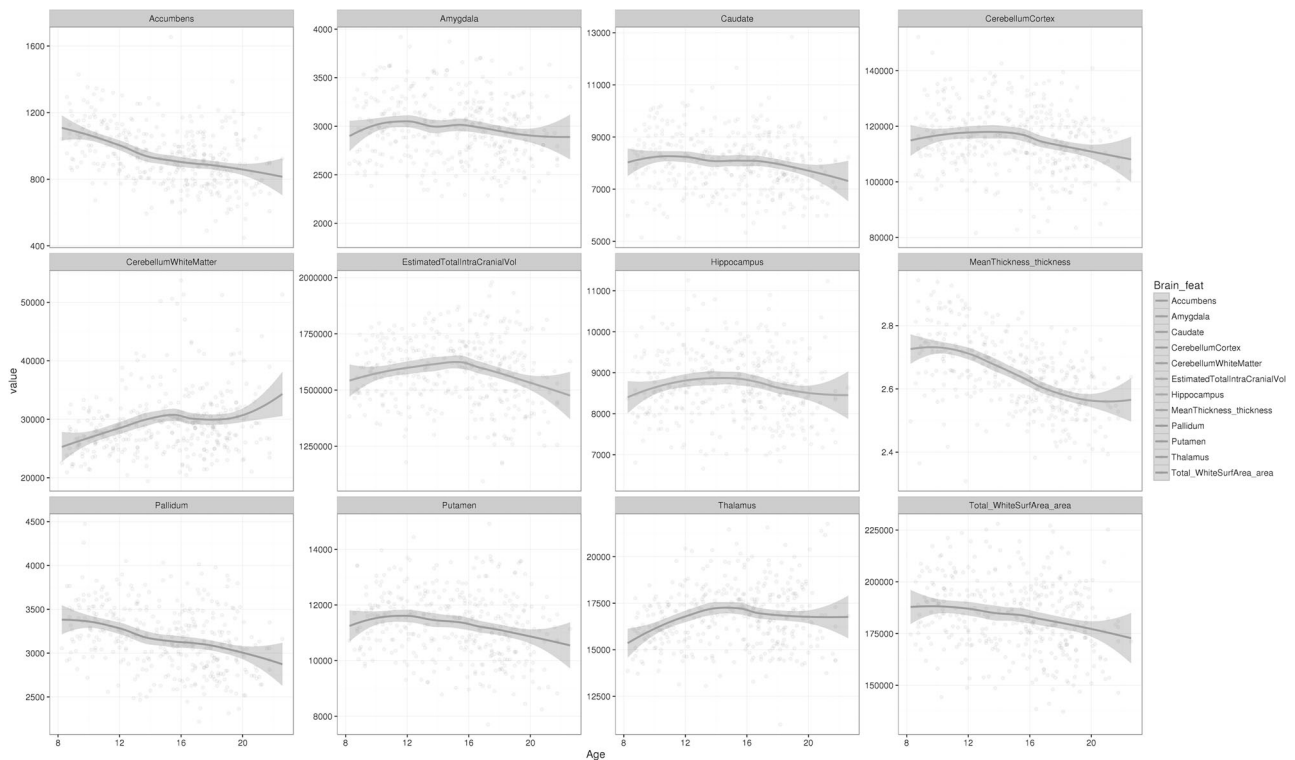 Accumbens Amygdala Caudate CerebellumCortex
1600
1200
800
400
4000
3500
3000
2500
2000
13000
11000
9000
7000
5000
140000
120000
100000
80000
CerebellumWhiteMatter EstimatedTotalIntraCranialVol Hippocampus MeanThickness_thickness
value
50000
40000
30000
20000
2000000
1750000
1500000
1250000
11000
10000
9000
8000
7000
2.8
2.6
2.4
Pallidum Putamen Thalamus Total_WhiteSurfArea_area
4500
4000
3500
3000
2500
14000
12000
10000
8000
20000
17500
15000
12500
225000
200000
175000
150000
8 12 16 20 8 12 16 20 8 12 16 20 8 12 16 20
Age
Brain_feat
Accumbens
Amygdala
Caudate
CerebellumCortex
CerebellumWhiteMatter
EstimatedTotalIntraCranialVol
Hippocampus
MeanThickness_thickness
Pallidum
Putamen
Thalamus
Total_WhiteSurfArea_area